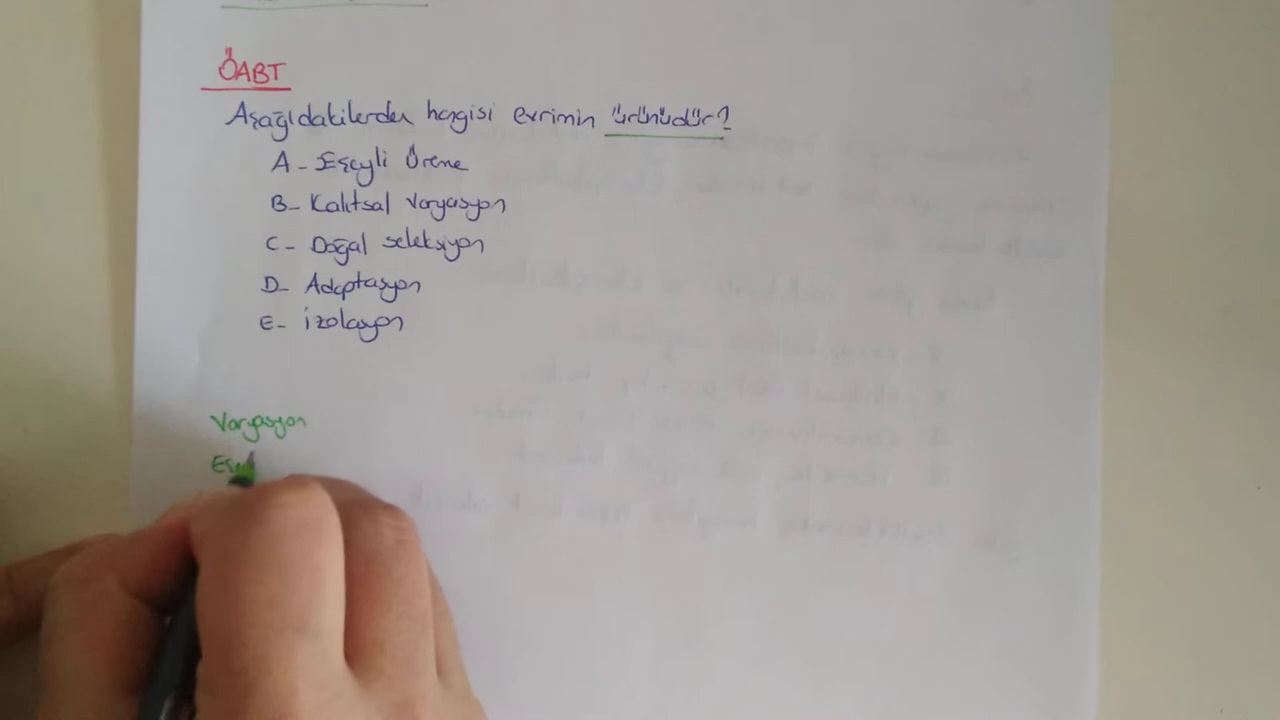 ÖABT
Aşağıdakilerden hangisi evrimin ürünüdür?
A- Eşeyli Üreme
B- Kalıtsal Varyasyon
C- Doğal seleksiyon
D- Adaptasyon
E- izolasyon
Varyasyon